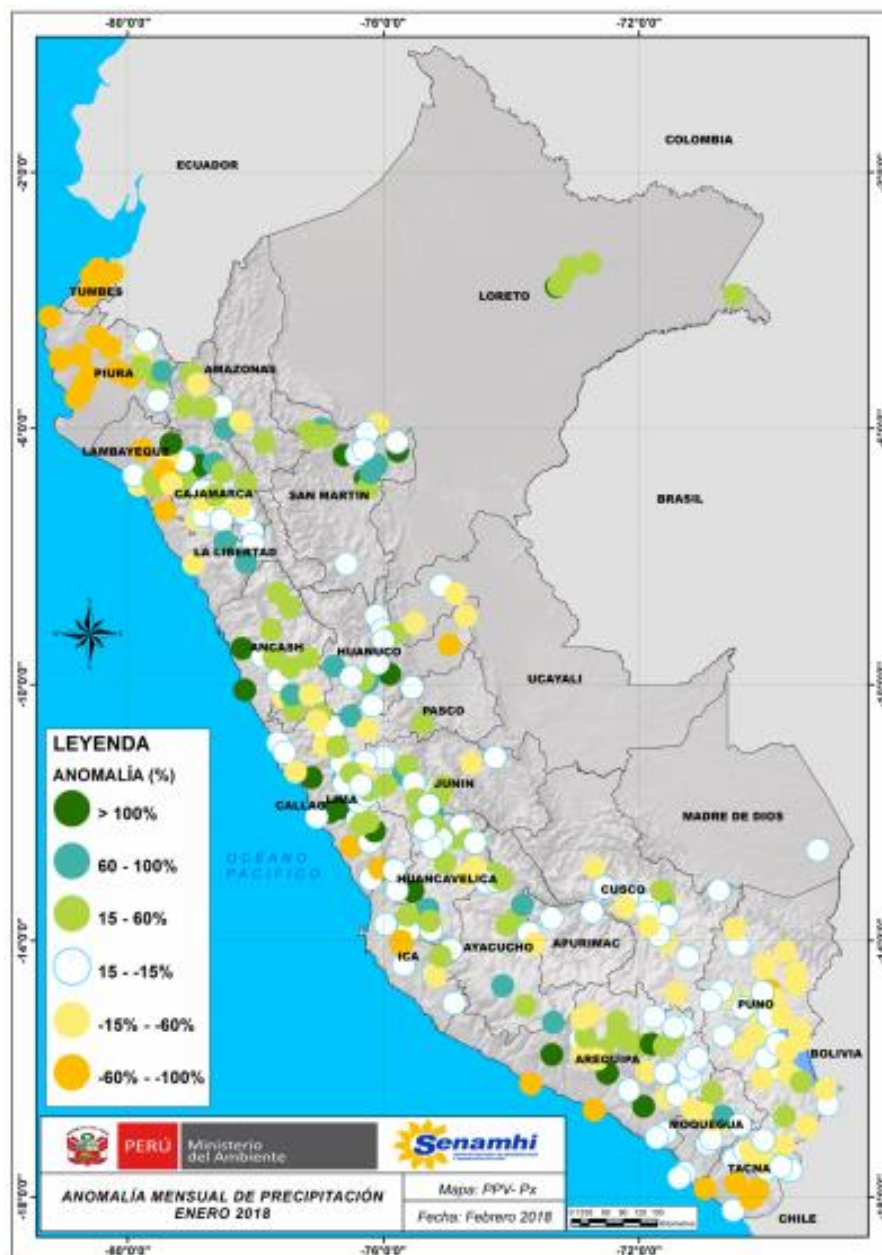 -80°0'0"
-76°0'0"
-72°0'0"
COLOMBIA
ECUADOR
-2°0'0"
LORETO
TUMBES
PIURA
AMAZONAS
-6°0'0"
LAMBAYEQUE
CAJAMARCA
SAN MARTIN
BRASIL
LA LIBERTAD
ANCASH
HUANUCO
UCAYALI
-10°0'0"
PASCO
LEYENDA
ANOMALÍA (%)
> 100%
60 - 100%
15 - 60%
15 - -15%
-15% - -60%
-60% - -100%
JUNIN
CALLAO
LIMA
MADRE DE DIOS
OCÉANO
PACÍFICO
HUANCAVELICA
CUSCO
-14°0'0"
ICA
AYACUCHO
APURIMAC
PUNO
AREQUIPA
BOLIVIA
MOQUEGUA
TACNA
CHILE
PERÚ
Ministerio
del Ambiente
Senamhi
ANOMALÍA MENSUAL DE PRECIPITACIÓN
ENERO 2018
Mapa: PPV- Px
Fecha: Febrero 2018
-18°0'0"
-80°0'0"
-76°0'0"
-72°0'0"